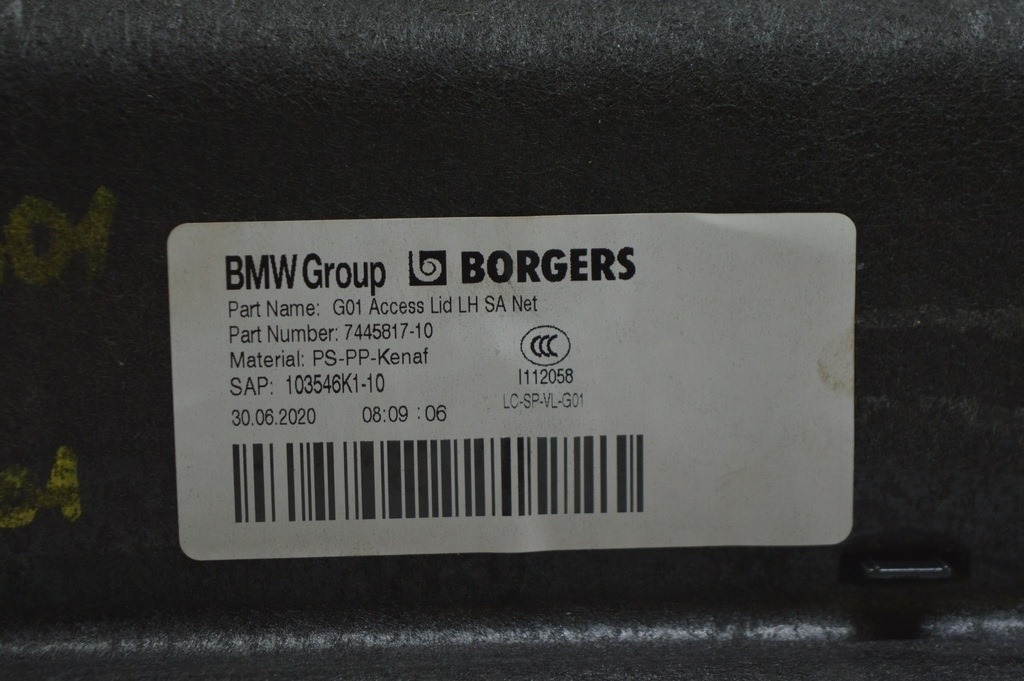 BMW Group BORGERS
Part Name: G01 Access Lid LH SA Net
Part Number: 7445817-10
Material: PS-PP-Kenaf
SAP: 103546K1-10
I112058
LC-SP-VL-G01
30.06.2020 08:09 : 06